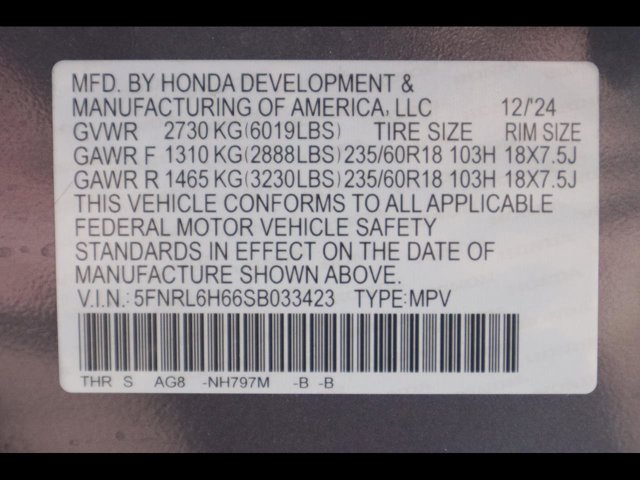 MFD. BY HONDA DEVELOPMENT &
MANUFACTURING OF AMERICA, LLC 12/'24
GVWR 2730 KG(6019LBS) TIRE SIZE RIM SIZE
GAWR F 1310 KG(2888LBS) 235/60R18 103H 18X7.5J
GAWR R 1465 KG(3230LBS) 235/60R18 103H 18X7.5J
THIS VEHICLE CONFORMS TO ALL APPLICABLE
FEDERAL MOTOR VEHICLE SAFETY
STANDARDS IN EFFECT ON THE DATE OF
MANUFACTURE SHOWN ABOVE.
V.I.N.: 5FNRL6H66SB033423 TYPE:MPV
THR S AG8 -NH797M -B -B